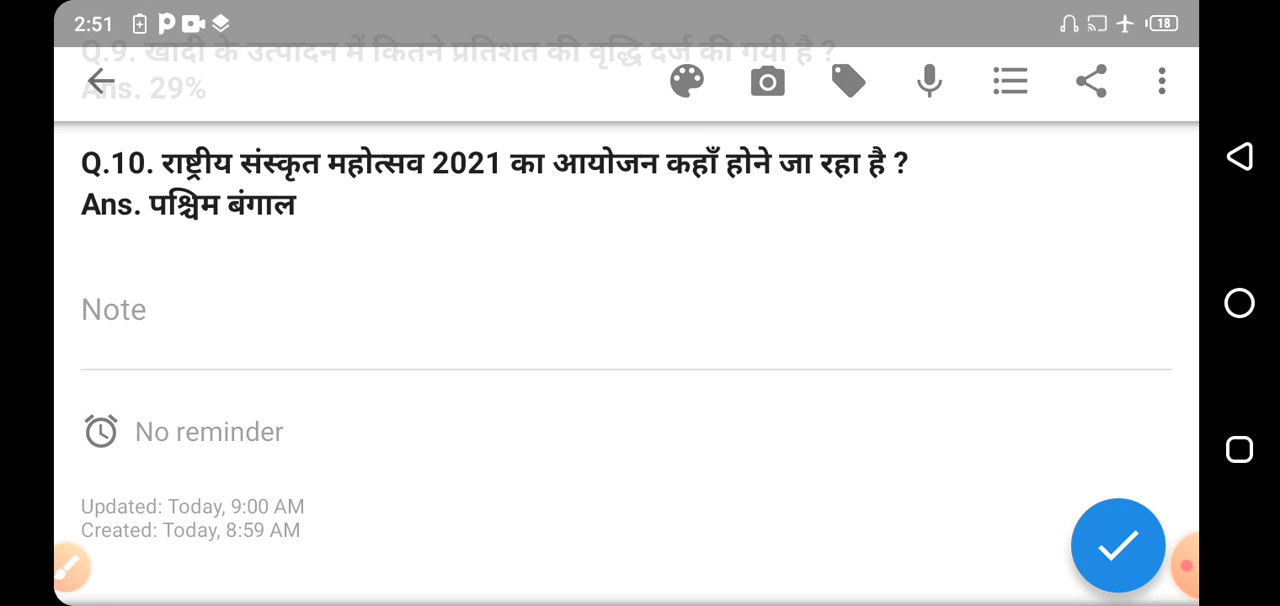 2:51
18
Q.9. खादी के उत्पादन में कितने प्रतिशत की वृद्धि दर्ज की गयी है ?
Ans. 29%
Q.10. राष्ट्रीय संस्कृत महोत्सव 2021 का आयोजन कहाँ होने जा रहा है ?
Ans. पश्चिम बंगाल
Note
No reminder
Updated: Today, 9:00 AM
Created: Today, 8:59 AM